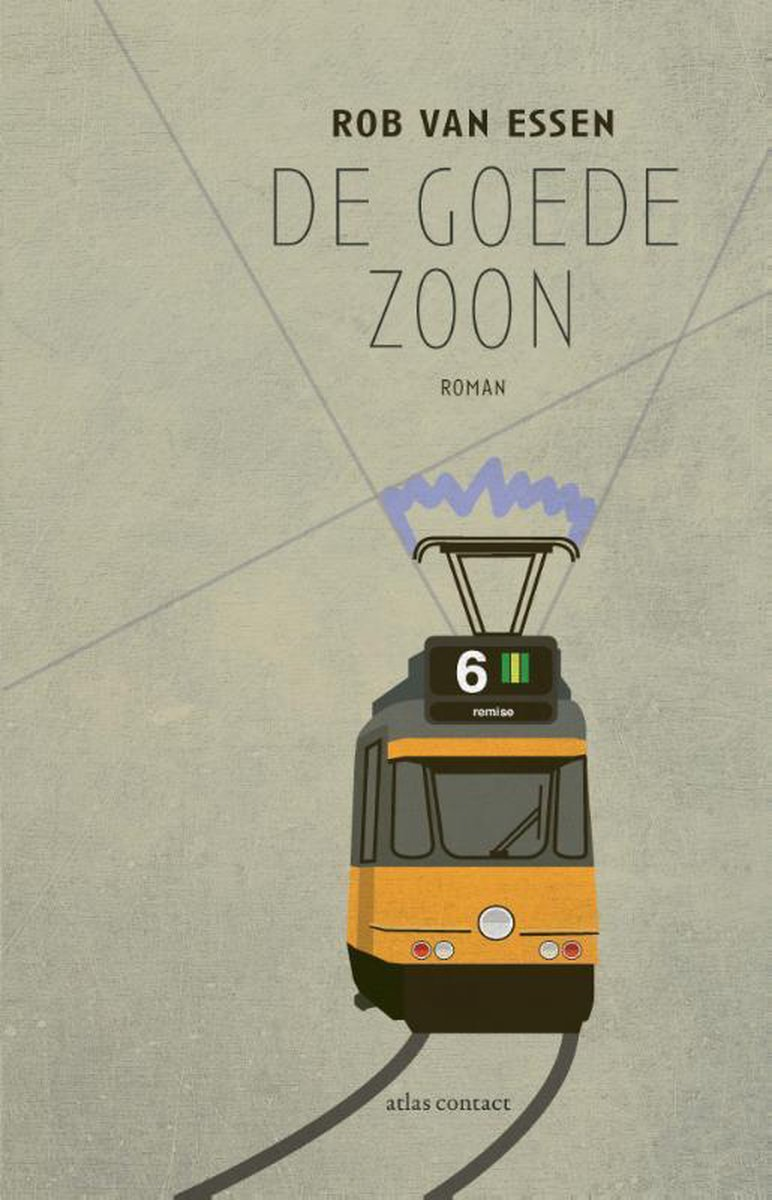 ROB VAN ESSEN
DE GOEDE
ZOON
ROMAN
6
remise
atlas contact